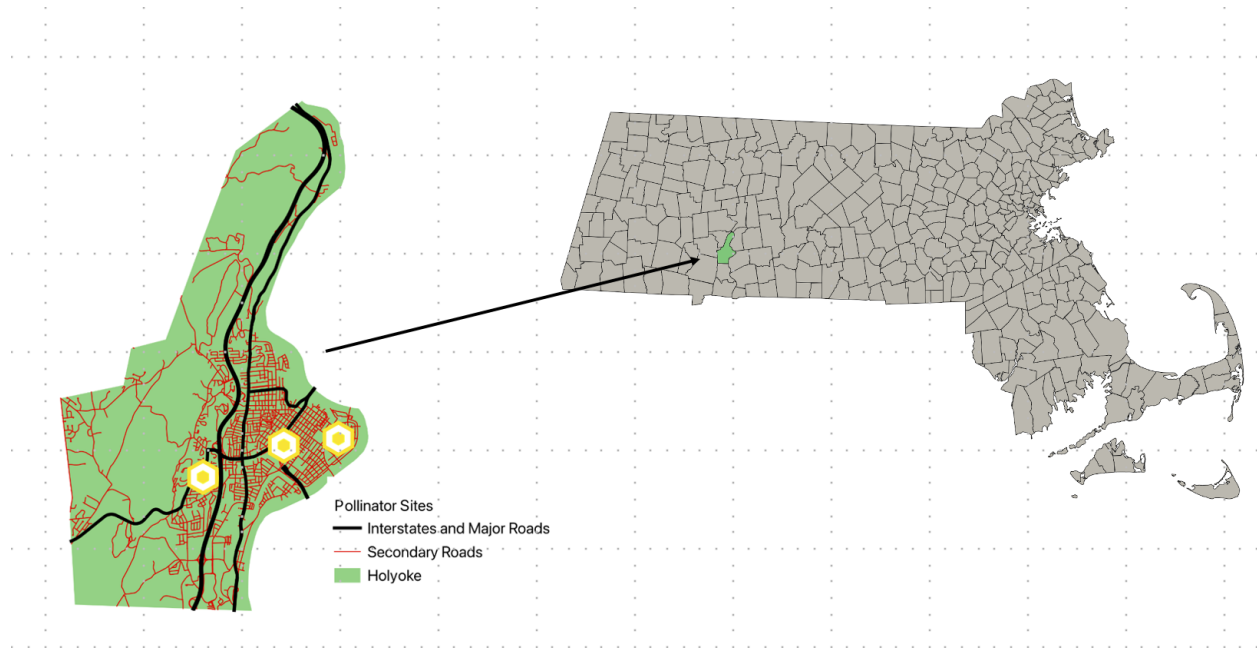 Pollinator Sites
Interstates and Major Roads
Secondary Roads
Holyoke